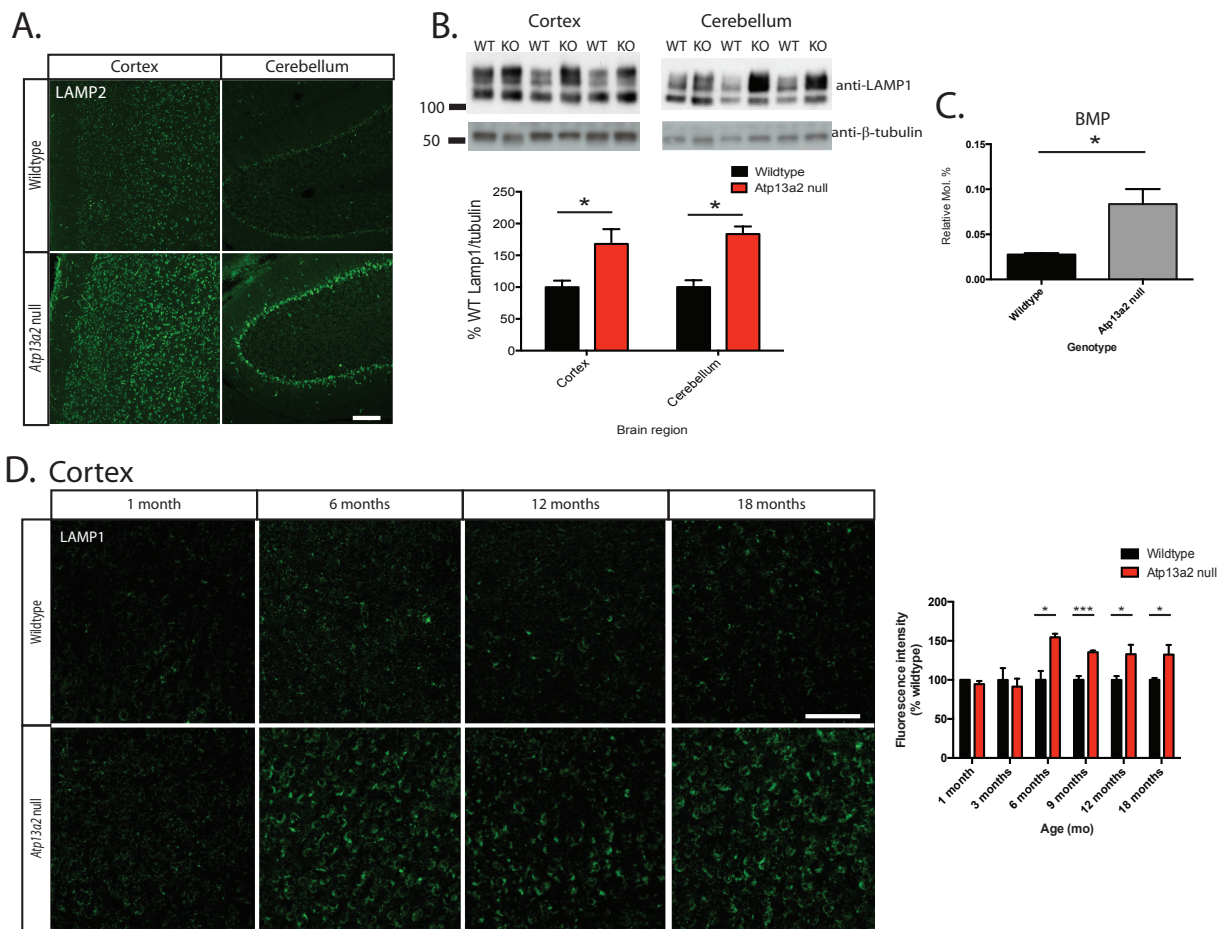 A.
Cortex Cerebellum
LAMP2
Wildtype
Atp13a2 null
B.
Cortex Cerebellum
WT KO WT KO WT KO WT KO WT KO WT KO
anti-LAMP1
100
anti-β-tubulin
50
Wildtype
Atp13a2 null
% WT Lamp1/tubulin
250
200
150
100
50
0
* *
Cortex
Cerebellum
Brain region
C.
BMP
*
Relative Mol. %
0.15
0.10
0.05
0.00
Wildtype
Atp13a2 null
Genotype
D. Cortex
1 month 6 months 12 months 18 months
LAMP1
Wildtype
Atp13a2 null
Wildtype
Atp13a2 null
Fluorescence intensity
(% wildtype)
200
150
100
50
0
* *** * *
1 month
3 months
6 months
9 months
12 months
18 months
Age (mo)